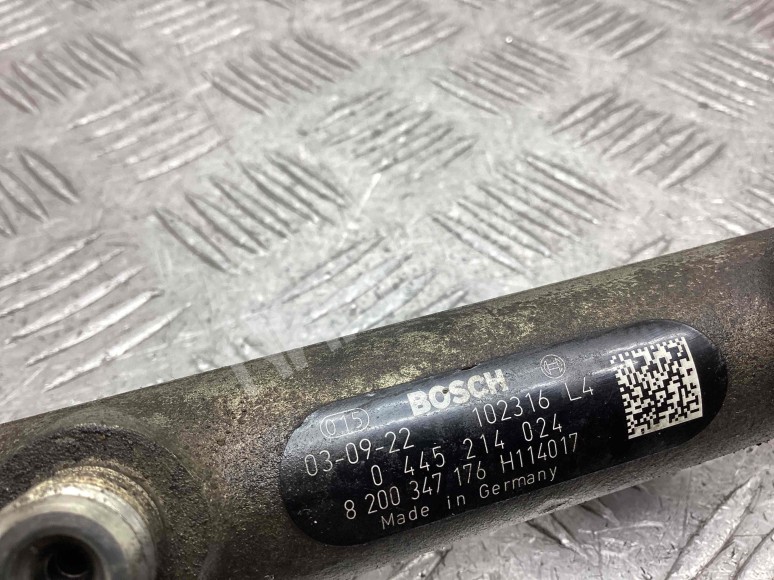 015 BOSCH
03-09-22 102316 L4
0 445 214 024
8 200 347 176 H114017
Made in Germany